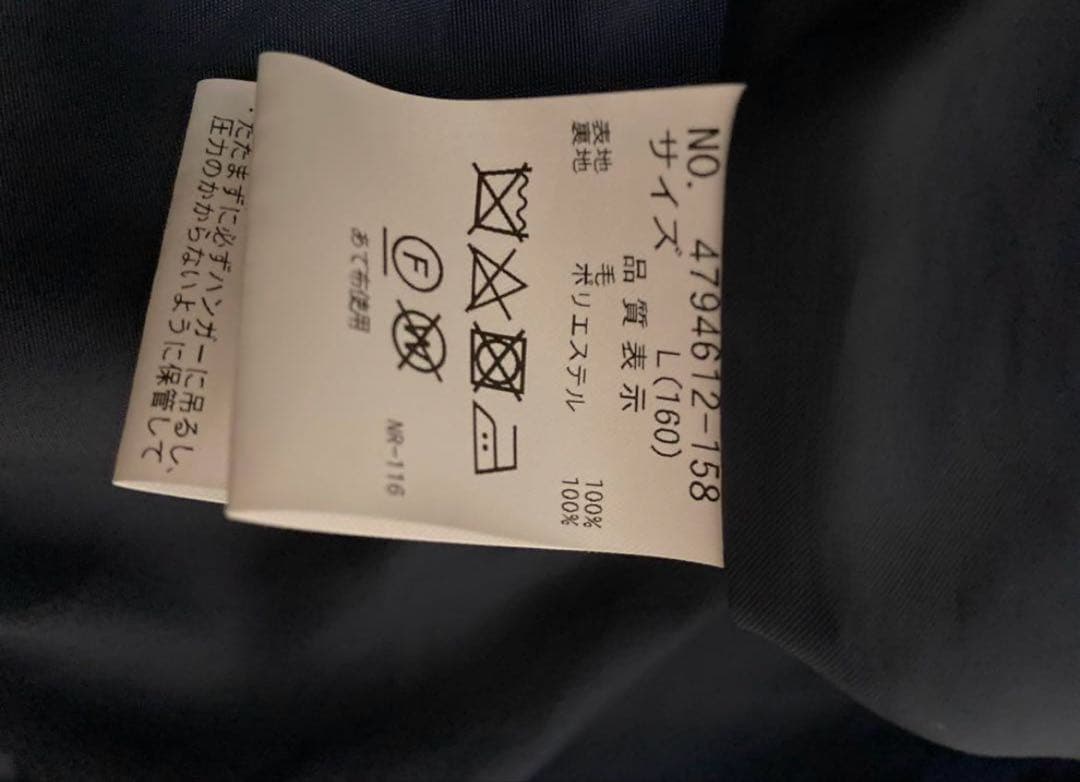 NO. 4794612-158
サイズ L(160)
品質表示
表地 毛 100%
裏地 ポリエステル 100%
F
W
あて布使用
NR-116
・たたまずに必ずハンガーに吊るし、
圧力のかからないように保管して